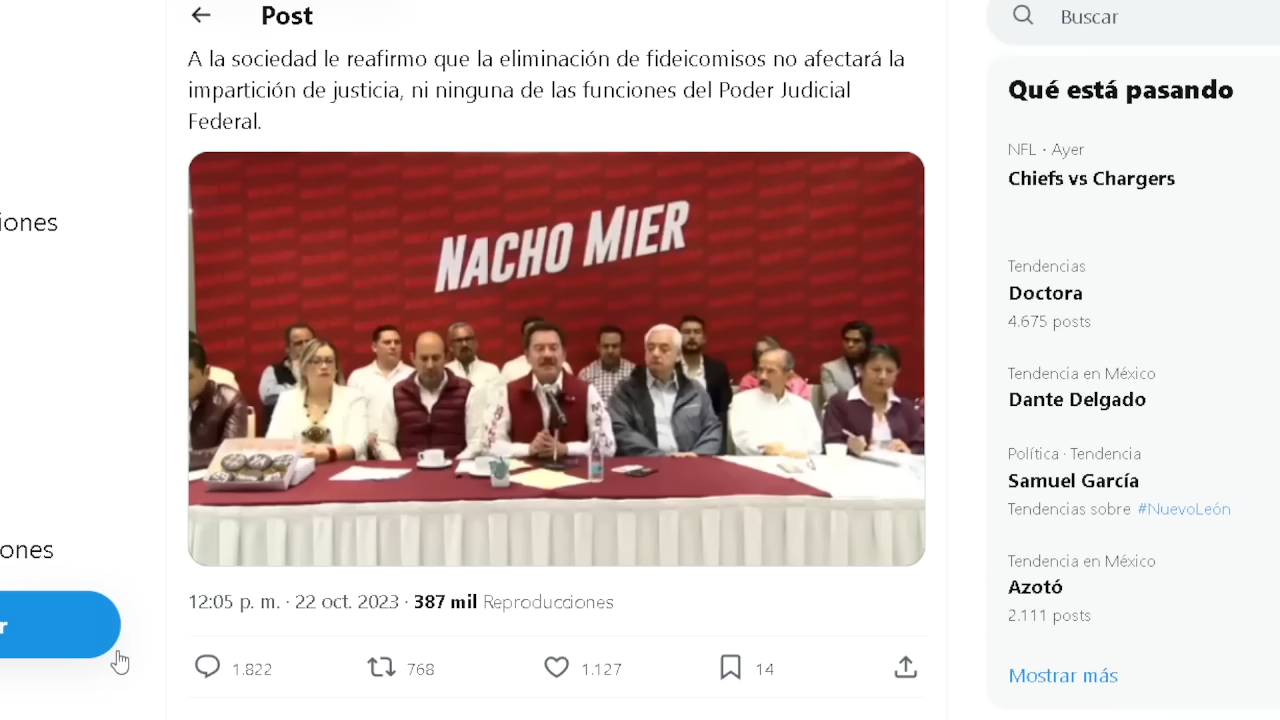 Post
A la sociedad le reafirmo que la eliminación de fideicomisos no afectará la
impartición de justicia, ni ninguna de las funciones del Poder Judicial
Federal.
NACHO MIER
12:05 p. m. · 22 oct. 2023 · 387 mil Reproducciones
1.822
768
1.127
14
iones
ones
r
Buscar
Qué está pasando
NFL · Ayer
Chiefs vs Chargers
Tendencias
Doctora
4.675 posts
Tendencia en México
Dante Delgado
Política · Tendencia
Samuel García
Tendencias sobre #NuevoLeón
Tendencia en México
Azotó
2.111 posts
Mostrar más